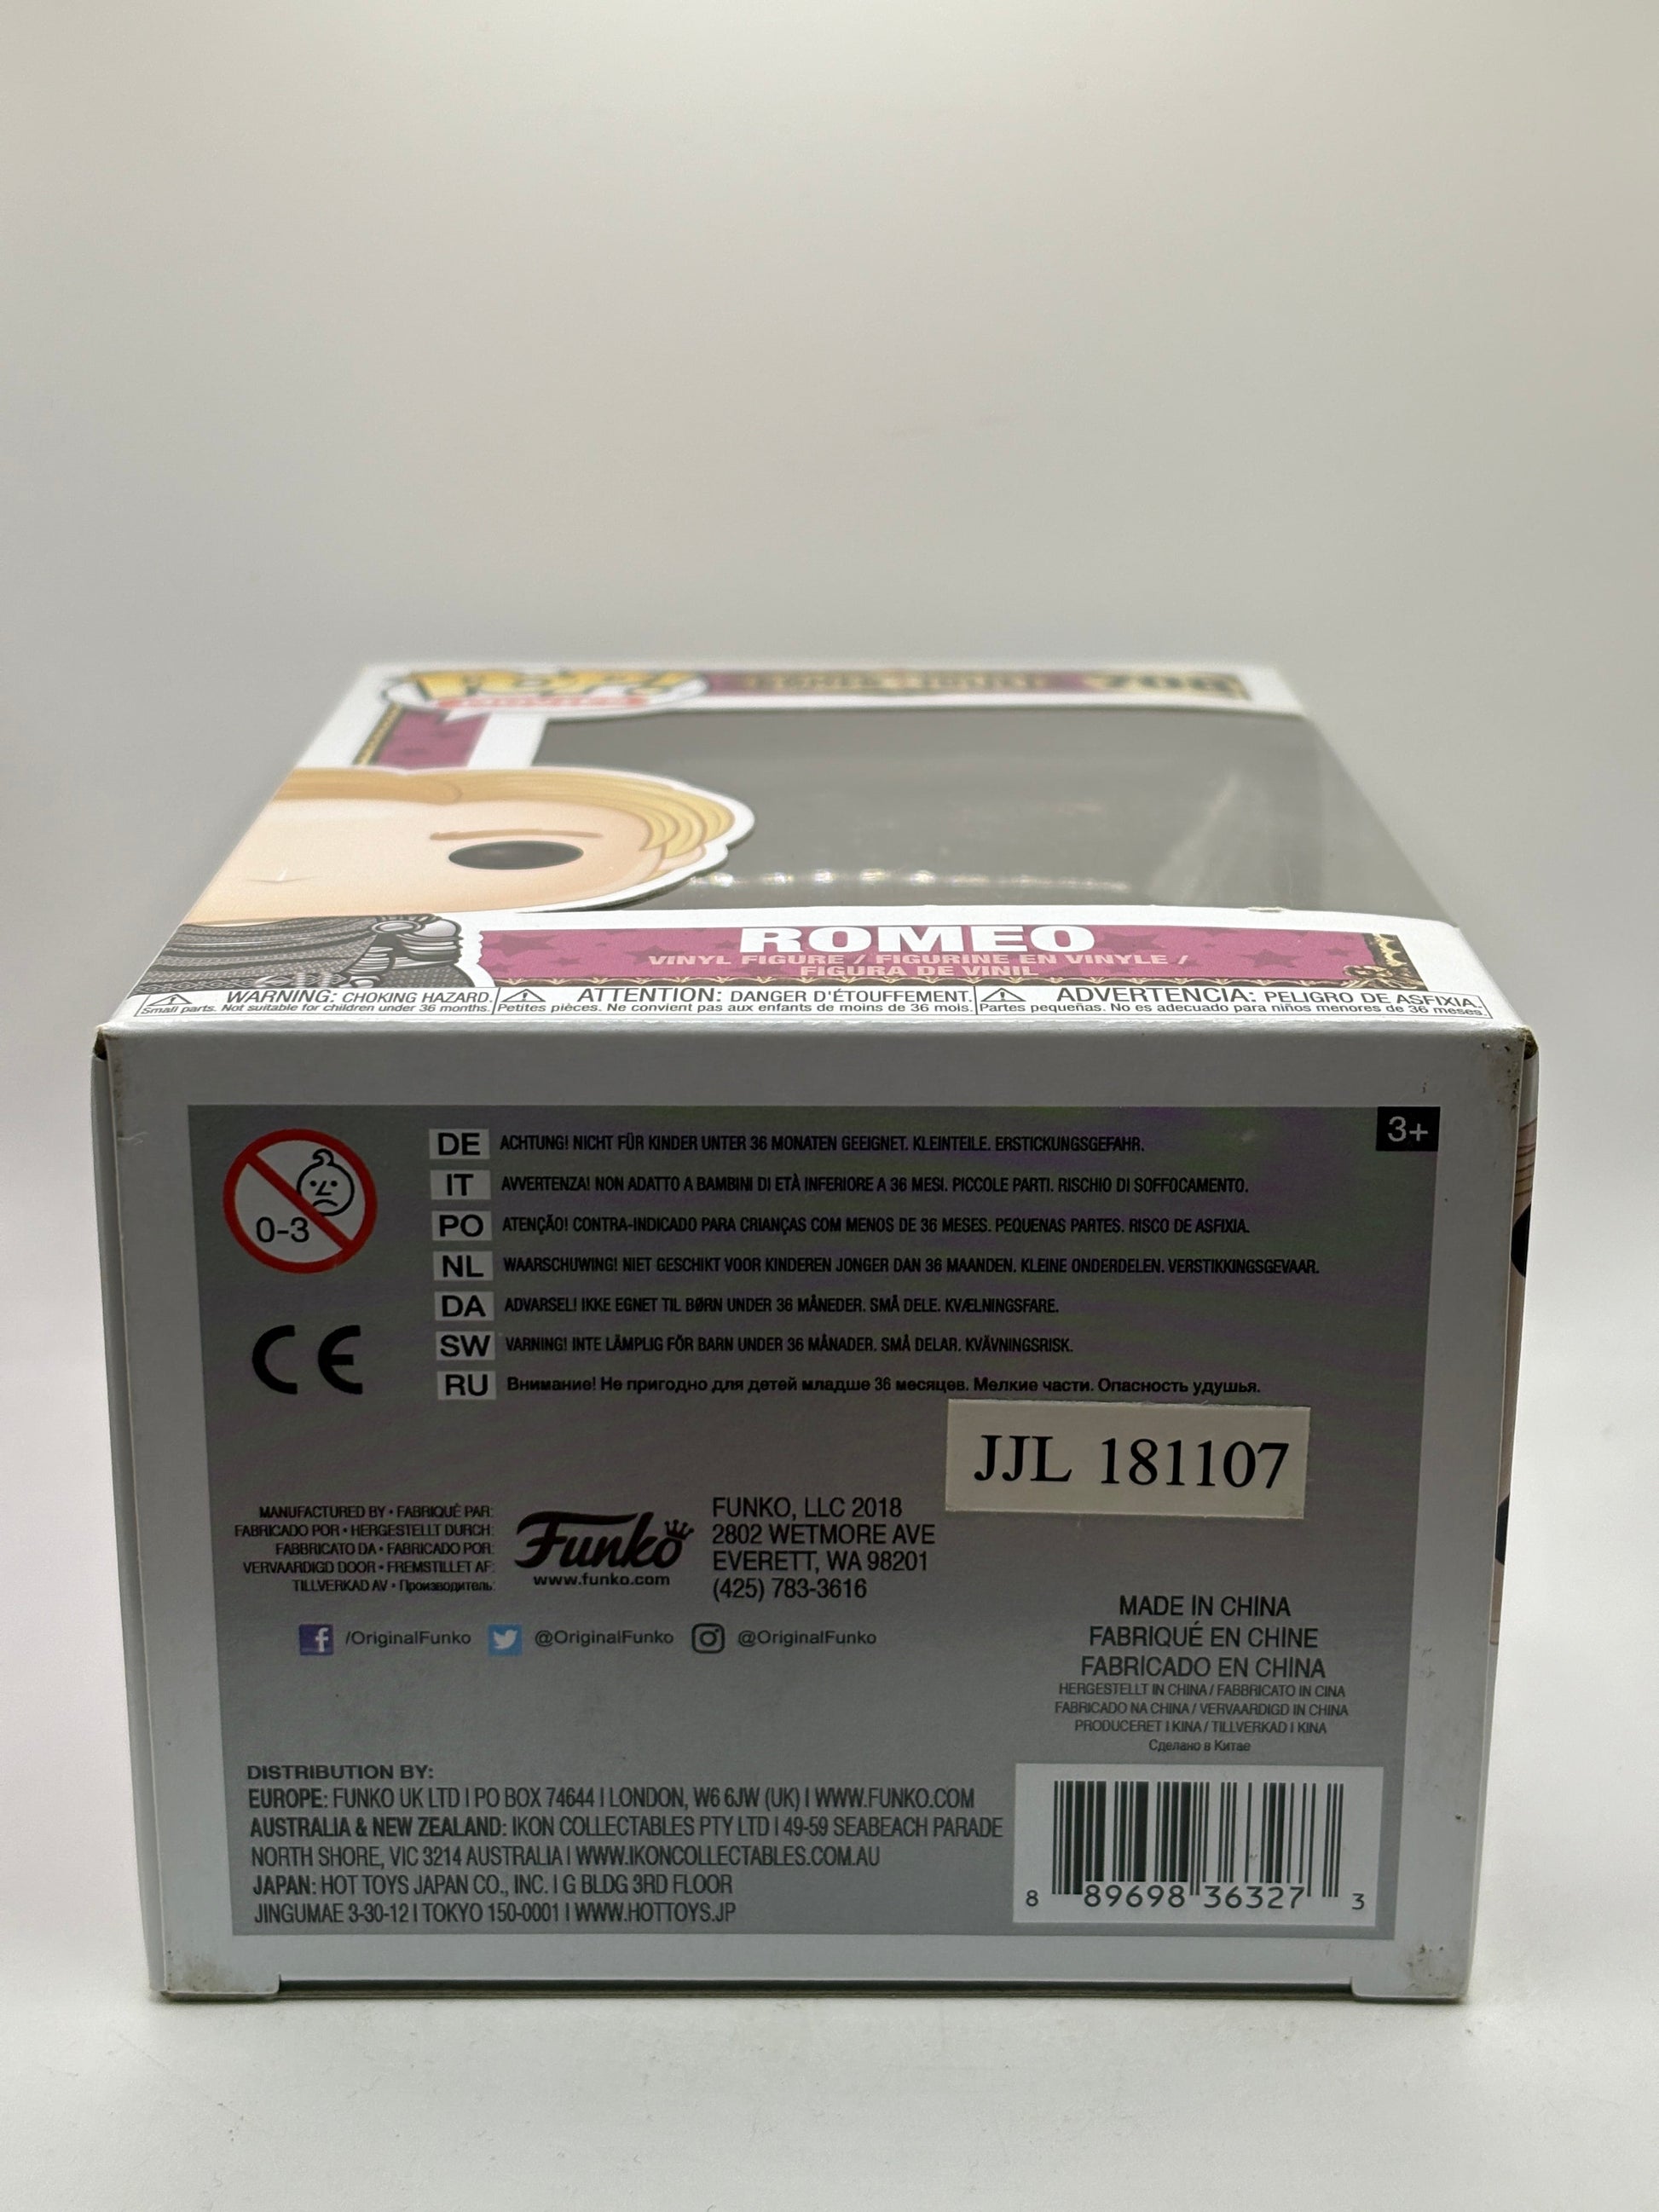 POP!
MOVIES
ROMEO + JULIET
708
ROMEO
VINYL FIGURE / FIGURINE EN VINYLE /
FIGURA DE VINIL
WARNING: CHOKING HAZARD.
Small parts. Not suitable for children under 36 months.
ATTENTION: DANGER D'ÉTOUFFEMENT.
Petites pièces. Ne convient pas aux enfants de moins de 36 mois.
ADVERTENCIA: PELIGRO DE ASFIXIA.
Partes pequeñas. No es adecuado para niños menores de 36 meses.
3+
0-3
DE ACHTUNG! NICHT FÜR KINDER UNTER 36 MONATEN GEEIGNET. KLEINTEILE. ERSTICKUNGSGEFAHR.
IT AVVERTENZA! NON ADATTO A BAMBINI DI ETÀ INFERIORE A 36 MESI. PICCOLE PARTI. RISCHIO DI SOFFOCAMENTO.
PO ATENÇÃO! CONTRA-INDICADO PARA CRIANÇAS COM MENOS DE 36 MESES. PEQUENAS PARTES. RISCO DE ASFIXIA.
NL WAARSCHUWING! NIET GESCHIKT VOOR KINDEREN JONGER DAN 36 MAANDEN. KLEINE ONDERDELEN. VERSTIKKINGSGEVAAR.
DA ADVARSEL! IKKE EGNET TIL BØRN UNDER 36 MÅNEDER. SMÅ DELE. KVÆLNINGSFARE.
SW VARNING! INTE LÄMPLIG FÖR BARN UNDER 36 MÅNADER. SMÅ DELAR. KVÄVNINGSRISK.
RU Внимание! Не пригодно для детей младше 36 месяцев. Мелкие части. Опасность удушья.
CE
JJL 181107
MANUFACTURED BY • FABRIQUÉ PAR:
FABRICADO POR • HERGESTELLT DURCH:
FABBRICATO DA • FABRICADO POR:
VERVAARDIGD DOOR • FREMSTILLET AF:
TILLVERKAD AV • Производитель:
Funko
www.funko.com
FUNKO, LLC 2018
2802 WETMORE AVE
EVERETT, WA 98201
(425) 783-3616
/OriginalFunko @OriginalFunko @OriginalFunko
MADE IN CHINA
FABRIQUÉ EN CHINE
FABRICADO EN CHINA
HERGESTELLT IN CHINA / FABBRICATO IN CINA
FABRICADO NA CHINA / VERVAARDIGD IN CHINA
PRODUCERET I KINA / TILLVERKAD I KINA
Сделано в Китае
DISTRIBUTION BY:
EUROPE: FUNKO UK LTD | PO BOX 74644 | LONDON, W6 6JW (UK) | WWW.FUNKO.COM
AUSTRALIA & NEW ZEALAND: IKON COLLECTABLES PTY LTD | 49-59 SEABEACH PARADE
NORTH SHORE, VIC 3214 AUSTRALIA | WWW.IKONCOLLECTABLES.COM.AU
JAPAN: HOT TOYS JAPAN CO., INC. | G BLDG 3RD FLOOR
JINGUMAE 3-30-12 | TOKYO 150-0001 | WWW.HOTTOYS.JP
8 89698 36327 3